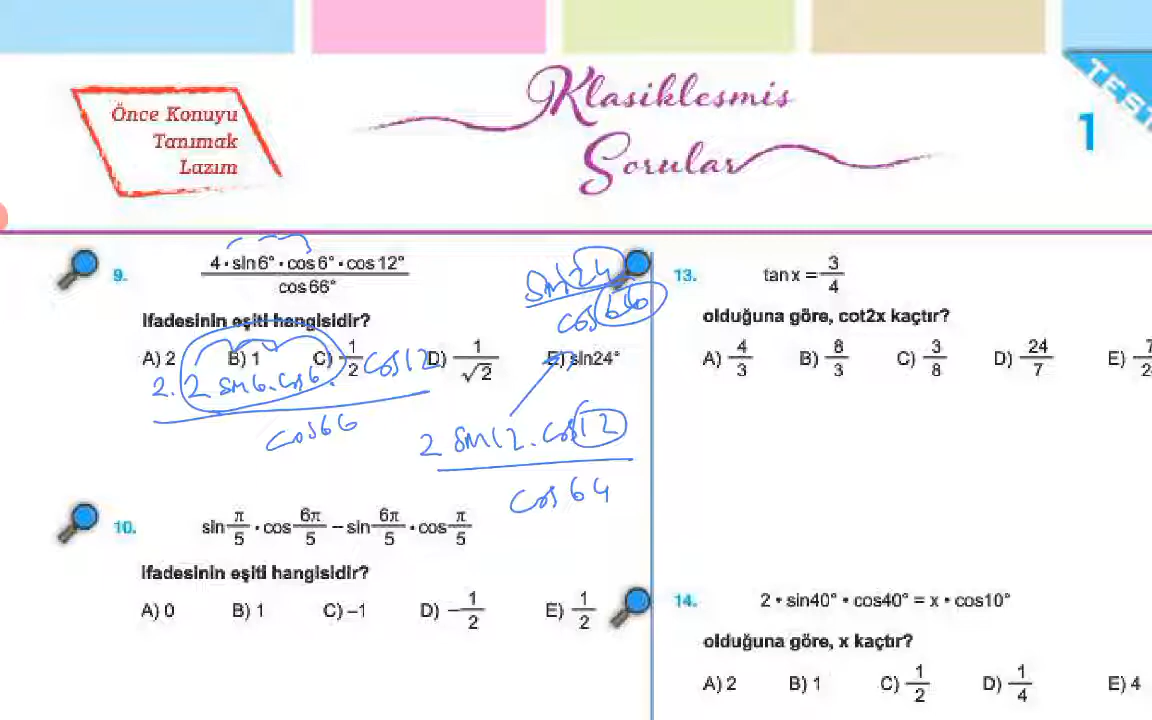 Önce Konuyu
Tanımak
Lazım
Klasiklesmis
Sorular
TEST
1
9. 4 · sin6° · cos6° · cos12°
cos66°
ifadesinin eşiti hangisidir?
A) 2 B) 1 C) 1/2 D) 1/√2 E) sin24°
sin24
cos66
2. 2 sin6. cos6. cos12
cos66
2 sin12. cos12
cos64
10. sin π/5 · cos 6π/5 – sin 6π/5 · cos π/5
ifadesinin eşiti hangisidir?
A) 0 B) 1 C) –1 D) –1/2 E) 1/2
13. tanx = 3/4
olduğuna göre, cot2x kaçtır?
A) 4/3 B) 8/3 C) 3/8 D) 24/7 E)
14. 2 · sin40° · cos40° = x · cos10°
olduğuna göre, x kaçtır?
A) 2 B) 1 C) 1/2 D) 1/4 E) 4